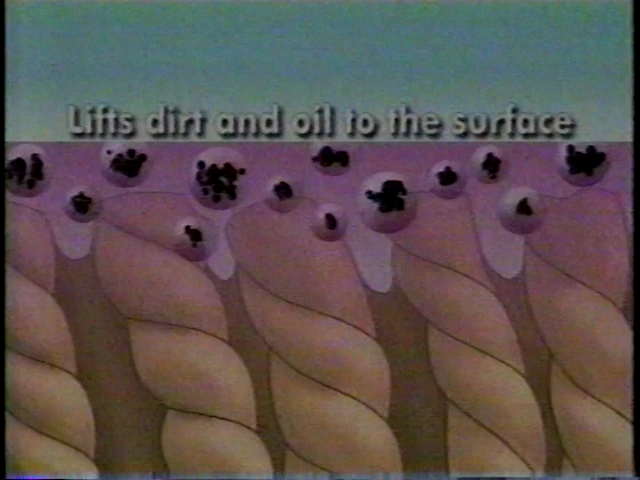 Lifts dirt and oil to the surface